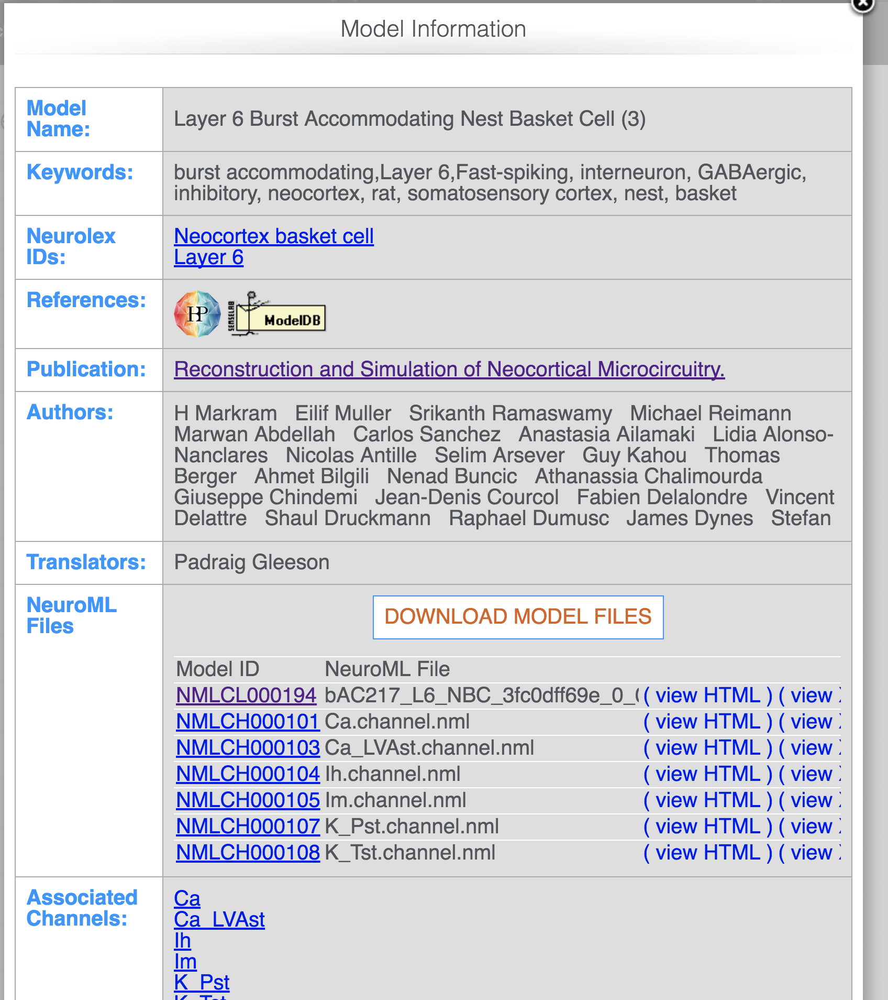 Model Information
Model
Name:
Layer 6 Burst Accommodating Nest Basket Cell (3)
Keywords:
burst accommodating,Layer 6,Fast-spiking, interneuron, GABAergic,
inhibitory, neocortex, rat, somatosensory cortex, nest, basket
Neurolex
IDs:
Neocortex basket cell
Layer 6
References:
SENSELAB
ModelDB
Publication:
Reconstruction and Simulation of Neocortical Microcircuitry.
Authors:
H Markram Eilif Muller Srikanth Ramaswamy Michael Reimann
Marwan Abdellah Carlos Sanchez Anastasia Ailamaki Lidia Alonso-
Nanclares Nicolas Antille Selim Arsever Guy Kahou Thomas
Berger Ahmet Bilgili Nenad Buncic Athanassia Chalimourda
Giuseppe Chindemi Jean-Denis Courcol Fabien Delalondre Vincent
Delattre Shaul Druckmann Raphael Dumusc James Dynes Stefan
Translators:
Padraig Gleeson
NeuroML
Files
DOWNLOAD MODEL FILES
Model ID NeuroML File
NMLCL000194 bAC217_L6_NBC_3fc0dff69e_0_ ( view HTML ) ( view
NMLCH000101 Ca.channel.nml ( view HTML ) ( view
NMLCH000103 Ca_LVAst.channel.nml ( view HTML ) ( view
NMLCH000104 Ih.channel.nml ( view HTML ) ( view
NMLCH000105 Im.channel.nml ( view HTML ) ( view
NMLCH000107 K_Pst.channel.nml ( view HTML ) ( view
NMLCH000108 K_Tst.channel.nml ( view HTML ) ( view
Associated
Channels:
Ca
Ca_LVAst
Ih
Im
K_Pst
K_Tst